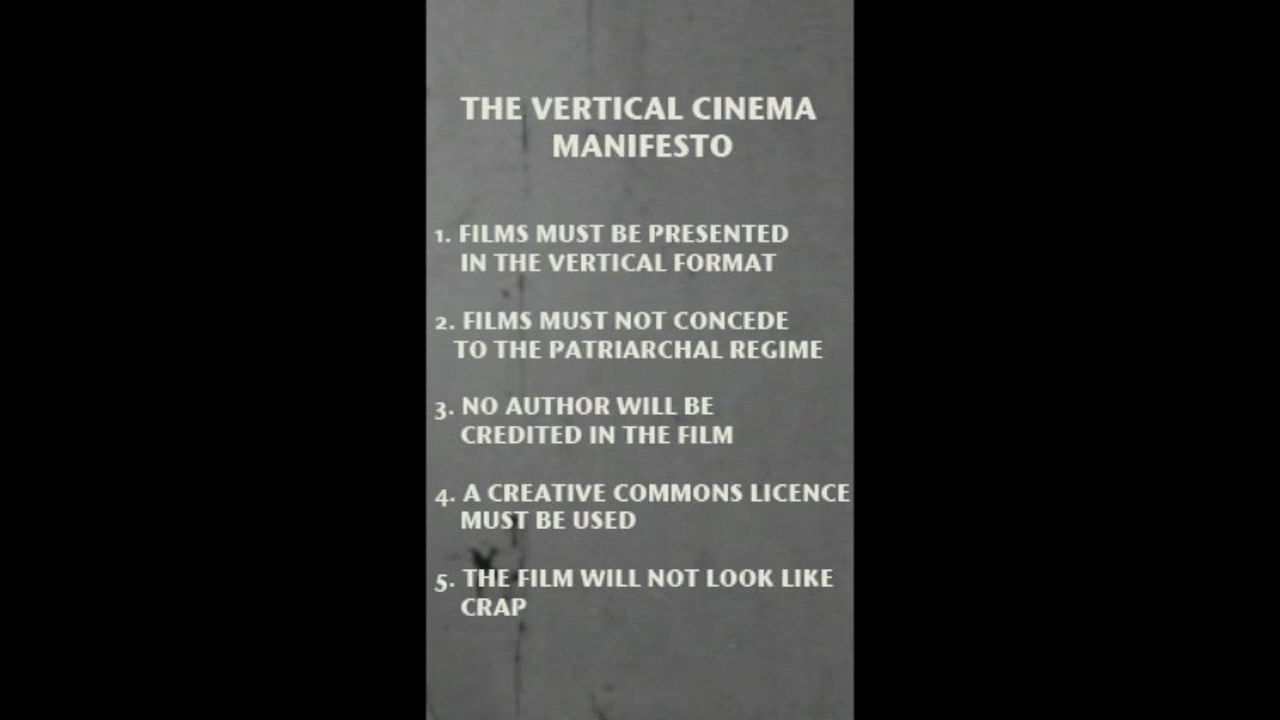 THE VERTICAL CINEMA
MANIFESTO
1. FILMS MUST BE PRESENTED
IN THE VERTICAL FORMAT
2. FILMS MUST NOT CONCEDE
TO THE PATRIARCHAL REGIME
3. NO AUTHOR WILL BE
CREDITED IN THE FILM
4. A CREATIVE COMMONS LICENCE
MUST BE USED
5. THE FILM WILL NOT LOOK LIKE
CRAP